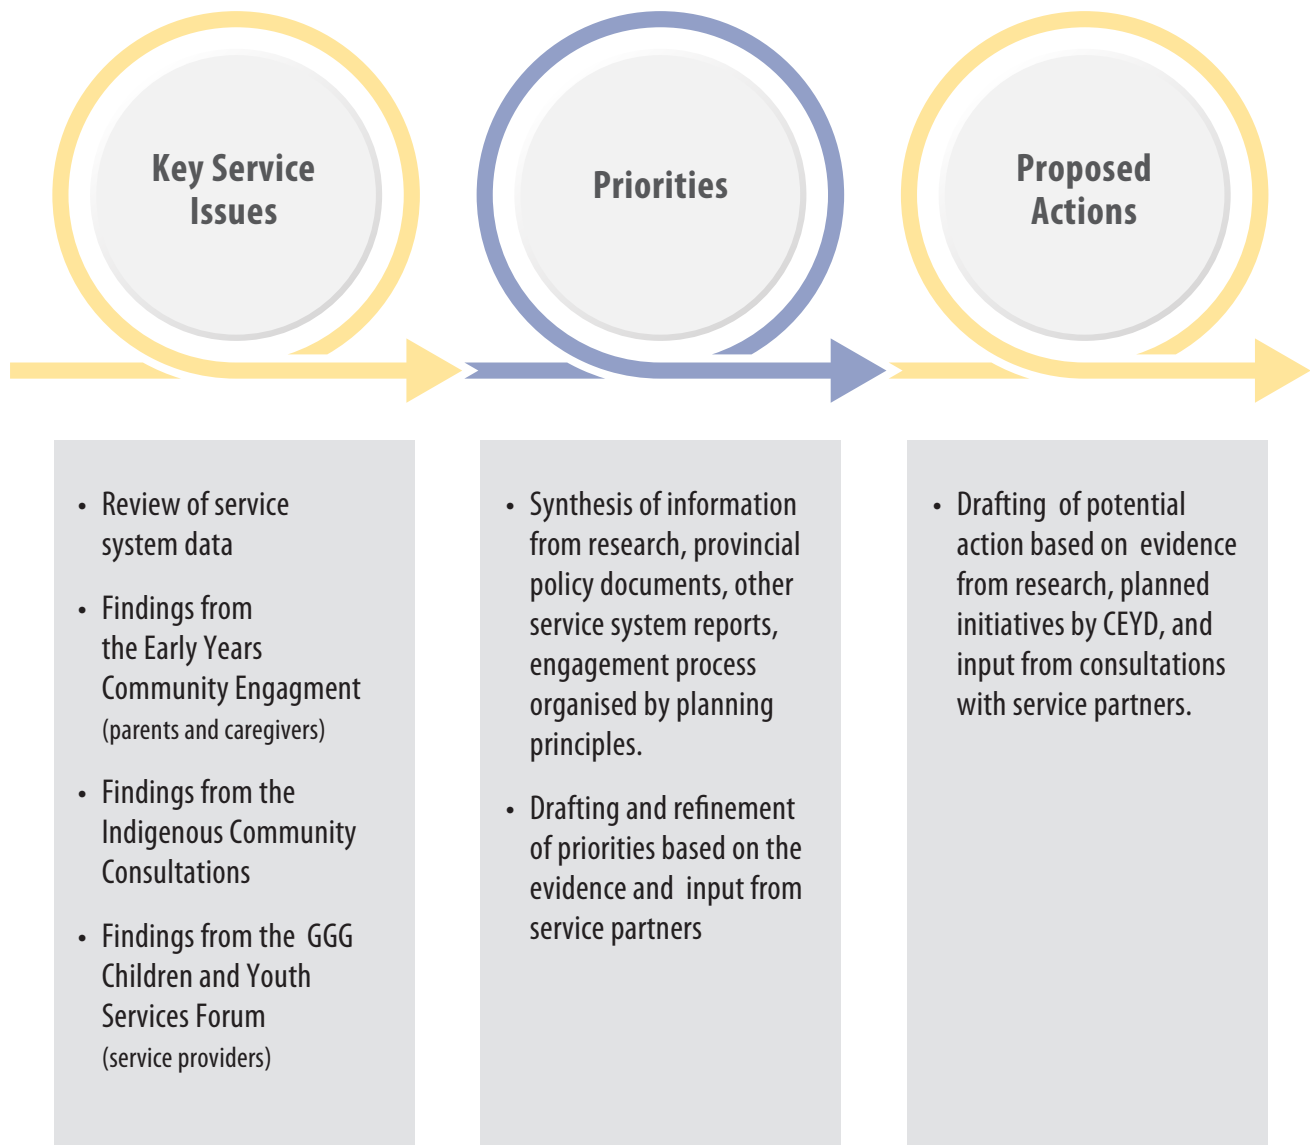 Key Service
Issues
Priorities
Proposed
Actions
• Review of service
system data
• Findings from
the Early Years
Community Engagment
(parents and caregivers)
• Findings from the
Indigenous Community
Consultations
• Findings from the GGG
Children and Youth
Services Forum
(service providers)
• Synthesis of information
from research, provincial
policy documents, other
service system reports,
engagement process
organised by planning
principles.
• Drafting and refinement
of priorities based on the
evidence and input from
service partners
• Drafting of potential
action based on evidence
from research, planned
initiatives by CEYD, and
input from consultations
with service partners.